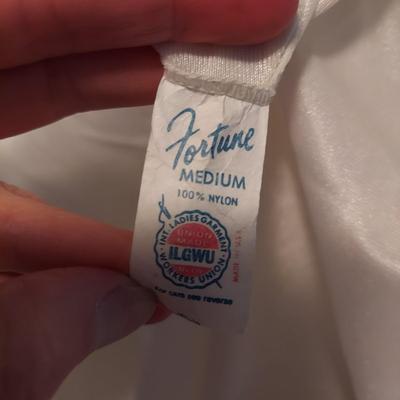 Fortune
MEDIUM
100% NYLON
INT. LADIES GARMENT
UNION
MADE
ILGWU
WORKERS UNION
MADE IN U.S.A.
FOR CARE see reverse